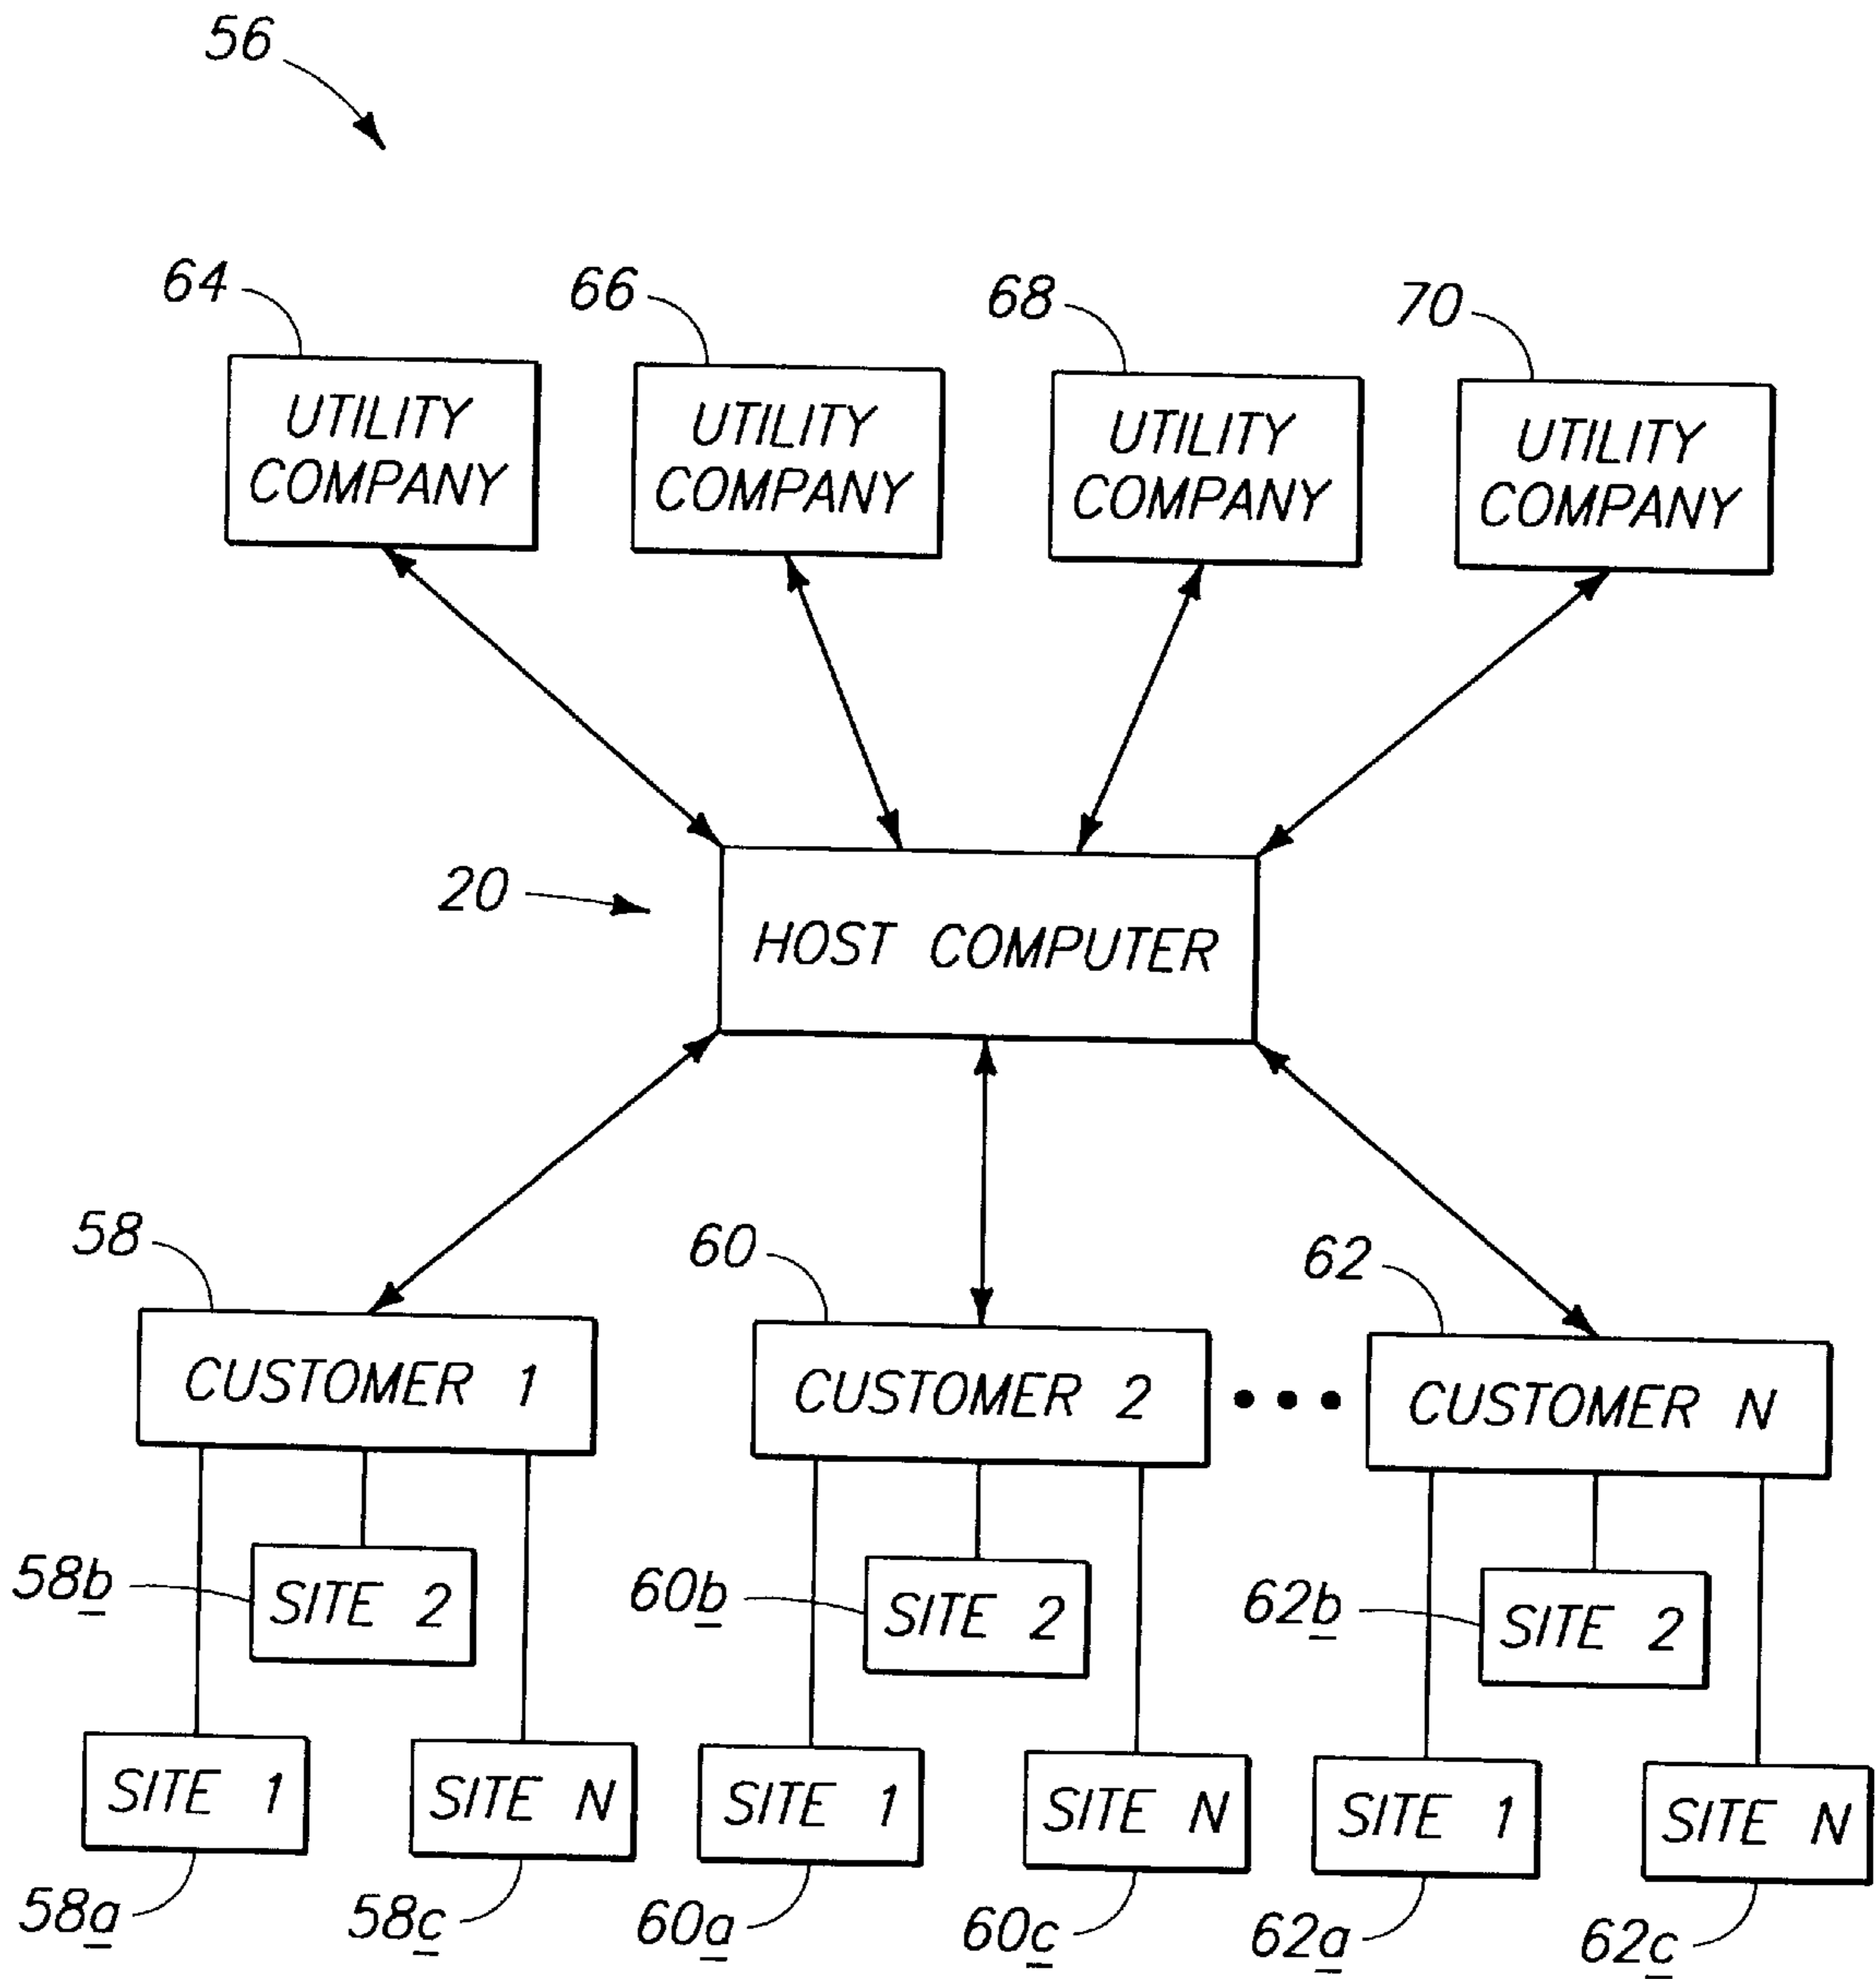 56
64
66
68
70
UTILITY
COMPANY
UTILITY
COMPANY
UTILITY
COMPANY
UTILITY
COMPANY
20
HOST COMPUTER
58
60
62
CUSTOMER 1
CUSTOMER 2
CUSTOMER N
58b
SITE 2
60b
SITE 2
62b
SITE 2
SITE 1
SITE N
SITE 1
SITE N
SITE 1
SITE N
58a
58c
60a
60c
62a
62c